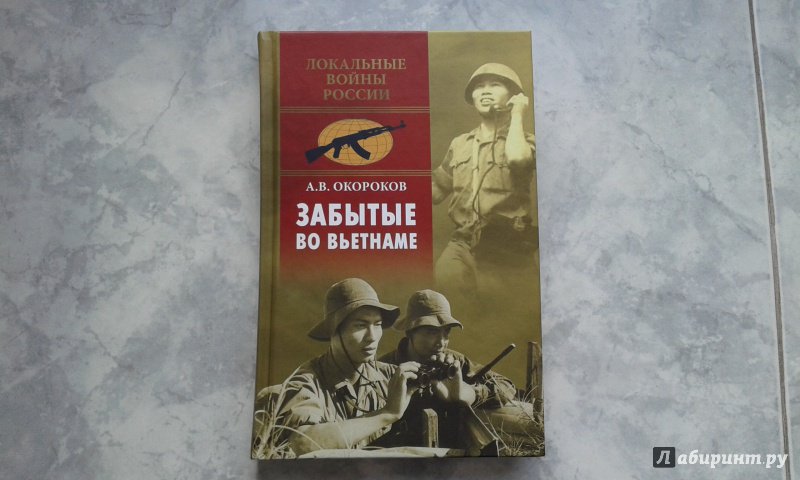 ЛОКАЛЬНЫЕ
ВОЙНЫ
РОССИИ
А.В. ОКОРОКОВ
ЗАБЫТЫЕ
ВО ВЬЕТНАМЕ
Лабиринт.ру